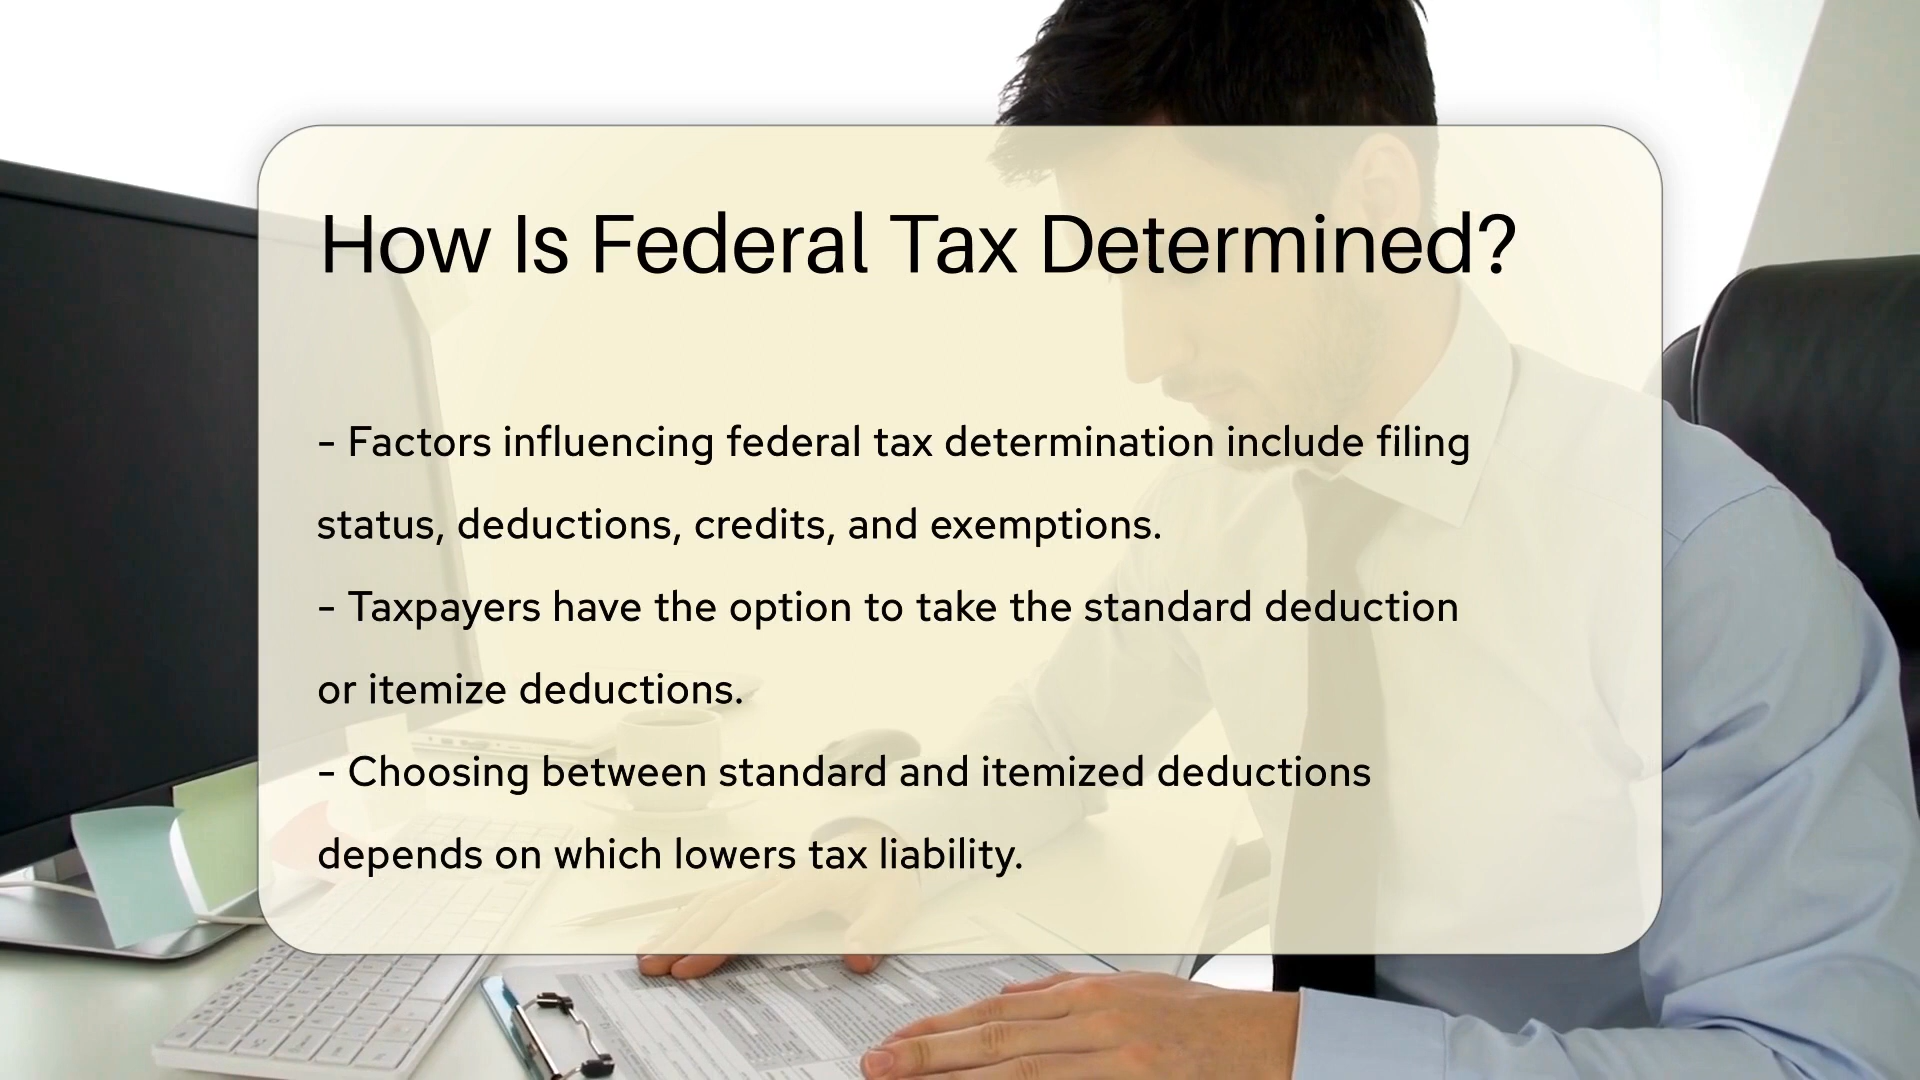 How Is Federal Tax Determined?
- Factors influencing federal tax determination include filing
status, deductions, credits, and exemptions.
- Taxpayers have the option to take the standard deduction
or itemize deductions.
- Choosing between standard and itemized deductions
depends on which lowers tax liability.